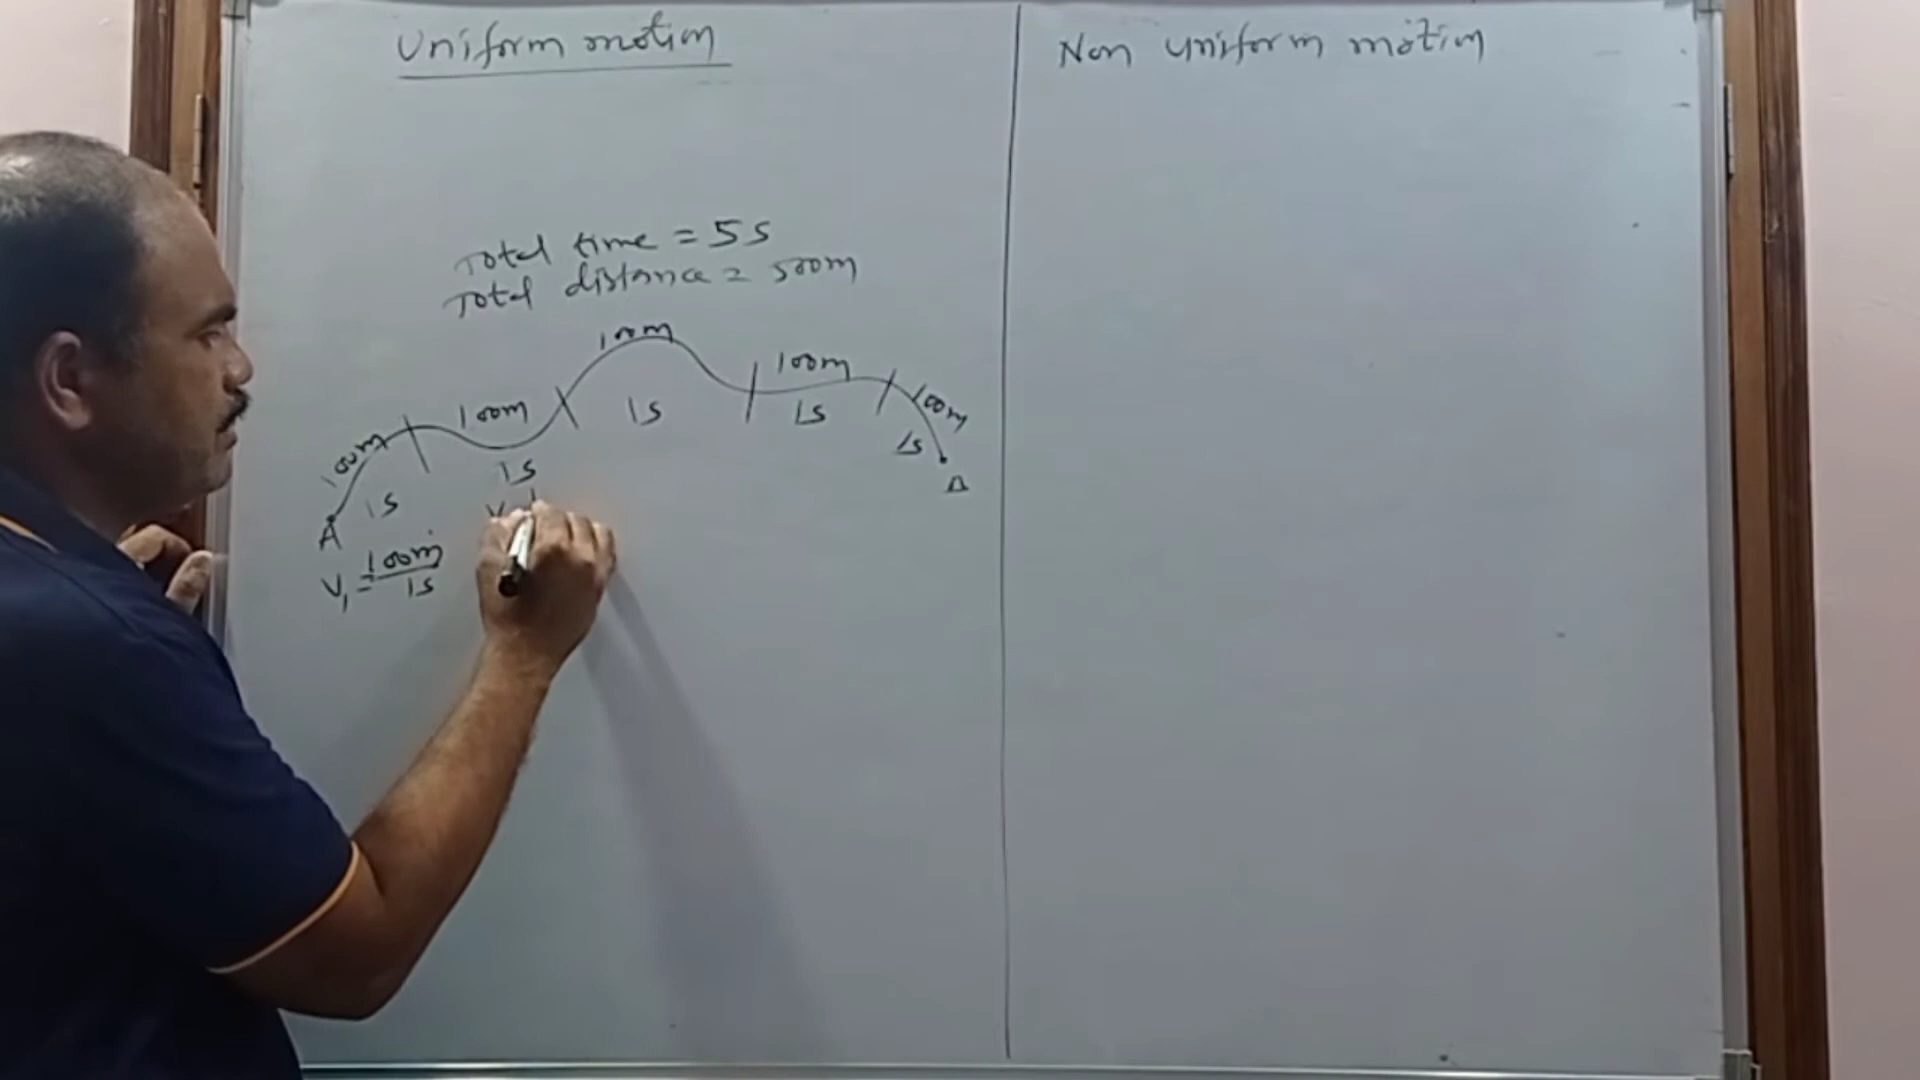 Uniform motion
Non uniform motion
Total time = 5s
Total distance = 500m
100m
100m
100m
100m
100m
1s
1s
1s
1s
1s
A
B
V₁ = 100m/1s
V